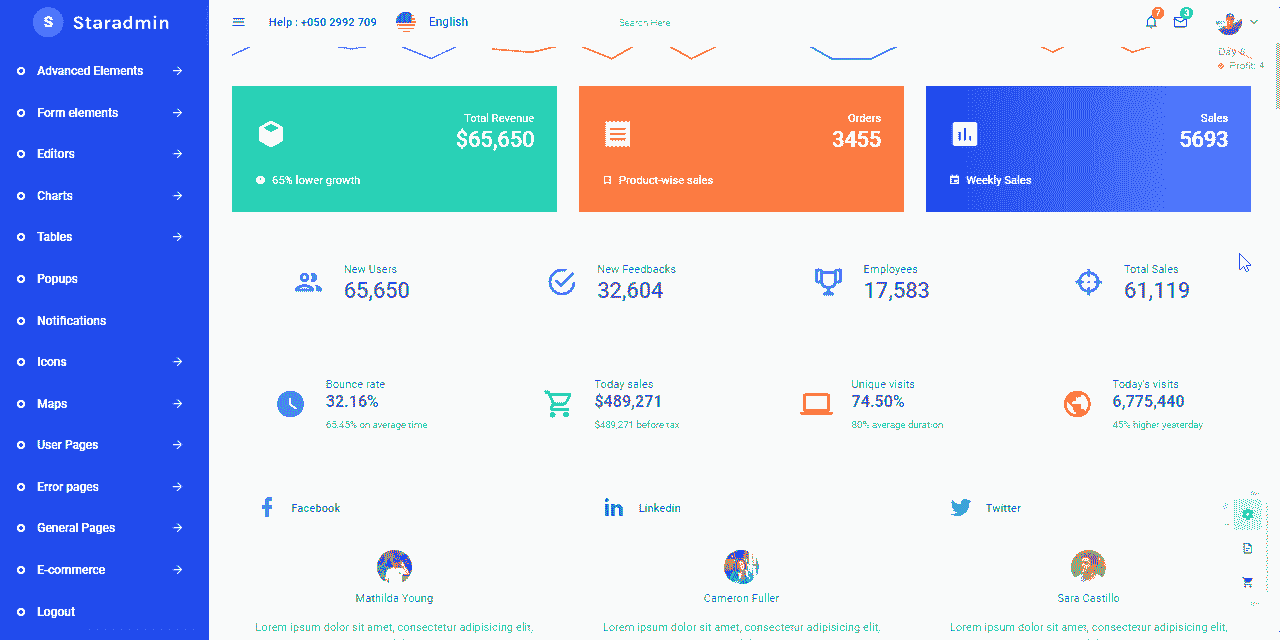 S Staradmin
Help : +050 2992 709
English
Search Here
7
3
Day 6
Profit: 4
Advanced Elements
Form elements
Editors
Charts
Tables
Popups
Notifications
Icons
Maps
User Pages
Error pages
General Pages
E-commerce
Logout
Total Revenue
$65,650
65% lower growth
Orders
3455
Product-wise sales
Sales
5693
Weekly Sales
New Users
65,650
New Feedbacks
32,604
Employees
17,583
Total Sales
61,119
Bounce rate
32.16%
65.45% on average time
Today sales
$489,271
$489,271 before tax
Unique visits
74.50%
80% average duration
Today's visits
6,775,440
45% higher yesterday
Facebook
Mathilda Young
Lorem ipsum dolor sit amet, consectetur adipisicing elit,
Linkedin
Cameron Fuller
Lorem ipsum dolor sit amet, consectetur adipisicing elit,
Twitter
Sara Castillo
Lorem ipsum dolor sit amet, consectetur adipisicing elit,